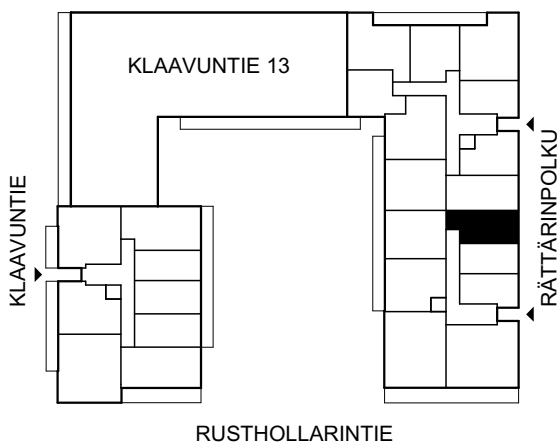 KLAAVUNTIE 13
KLAAVUNTIE
RÄTTÄRINPOLKU
RUSTHOLLARINTIE